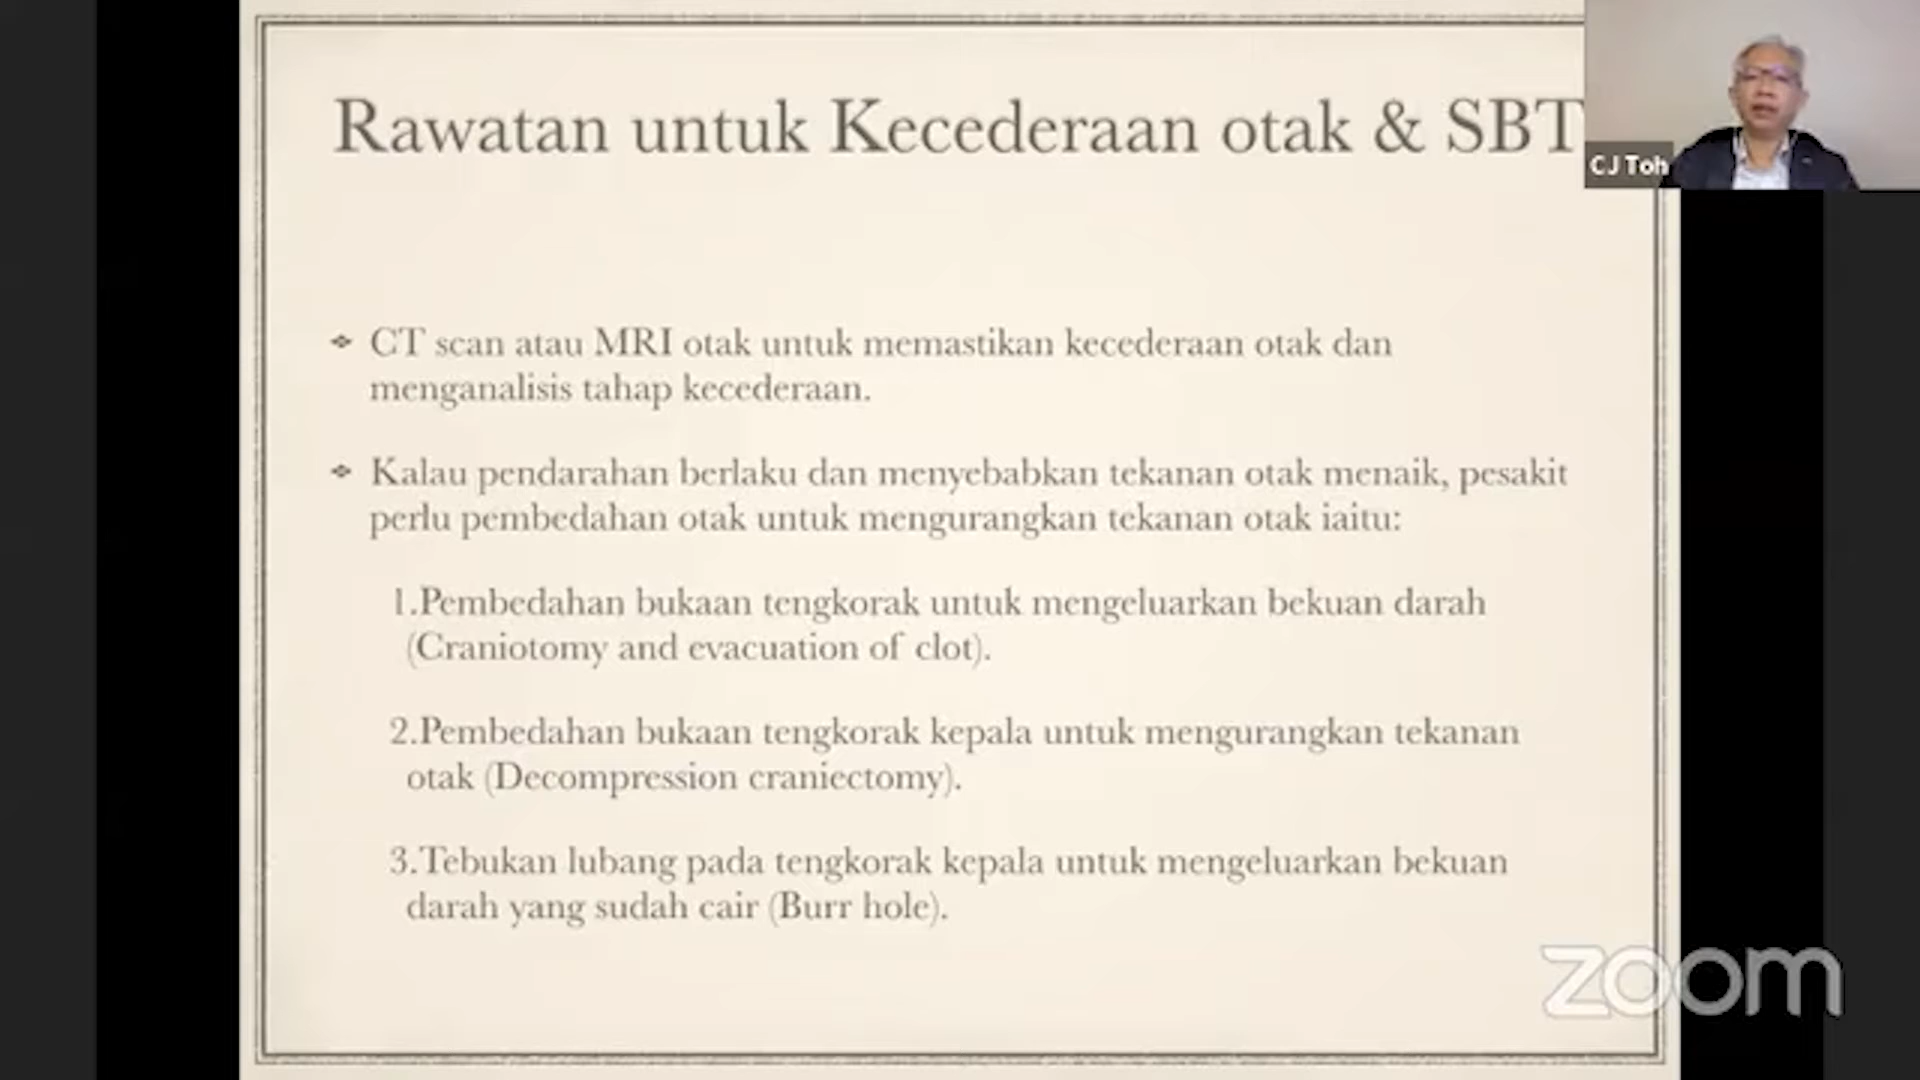 Rawatan untuk Kecederaan otak & SBT
CJ Toh
CT scan atau MRI otak untuk memastikan kecederaan otak dan
menganalisis tahap kecederaan.
Kalau pendarahan berlaku dan menyebabkan tekanan otak menaik, pesakit
perlu pembedahan otak untuk mengurangkan tekanan otak iaitu:
1.Pembedahan bukaan tengkorak untuk mengeluarkan bekuan darah
(Craniotomy and evacuation of clot).
2.Pembedahan bukaan tengkorak kepala untuk mengurangkan tekanan
otak (Decompression craniectomy).
3.Tebukan lubang pada tengkorak kepala untuk mengeluarkan bekuan
darah yang sudah cair (Burr hole).
zoom